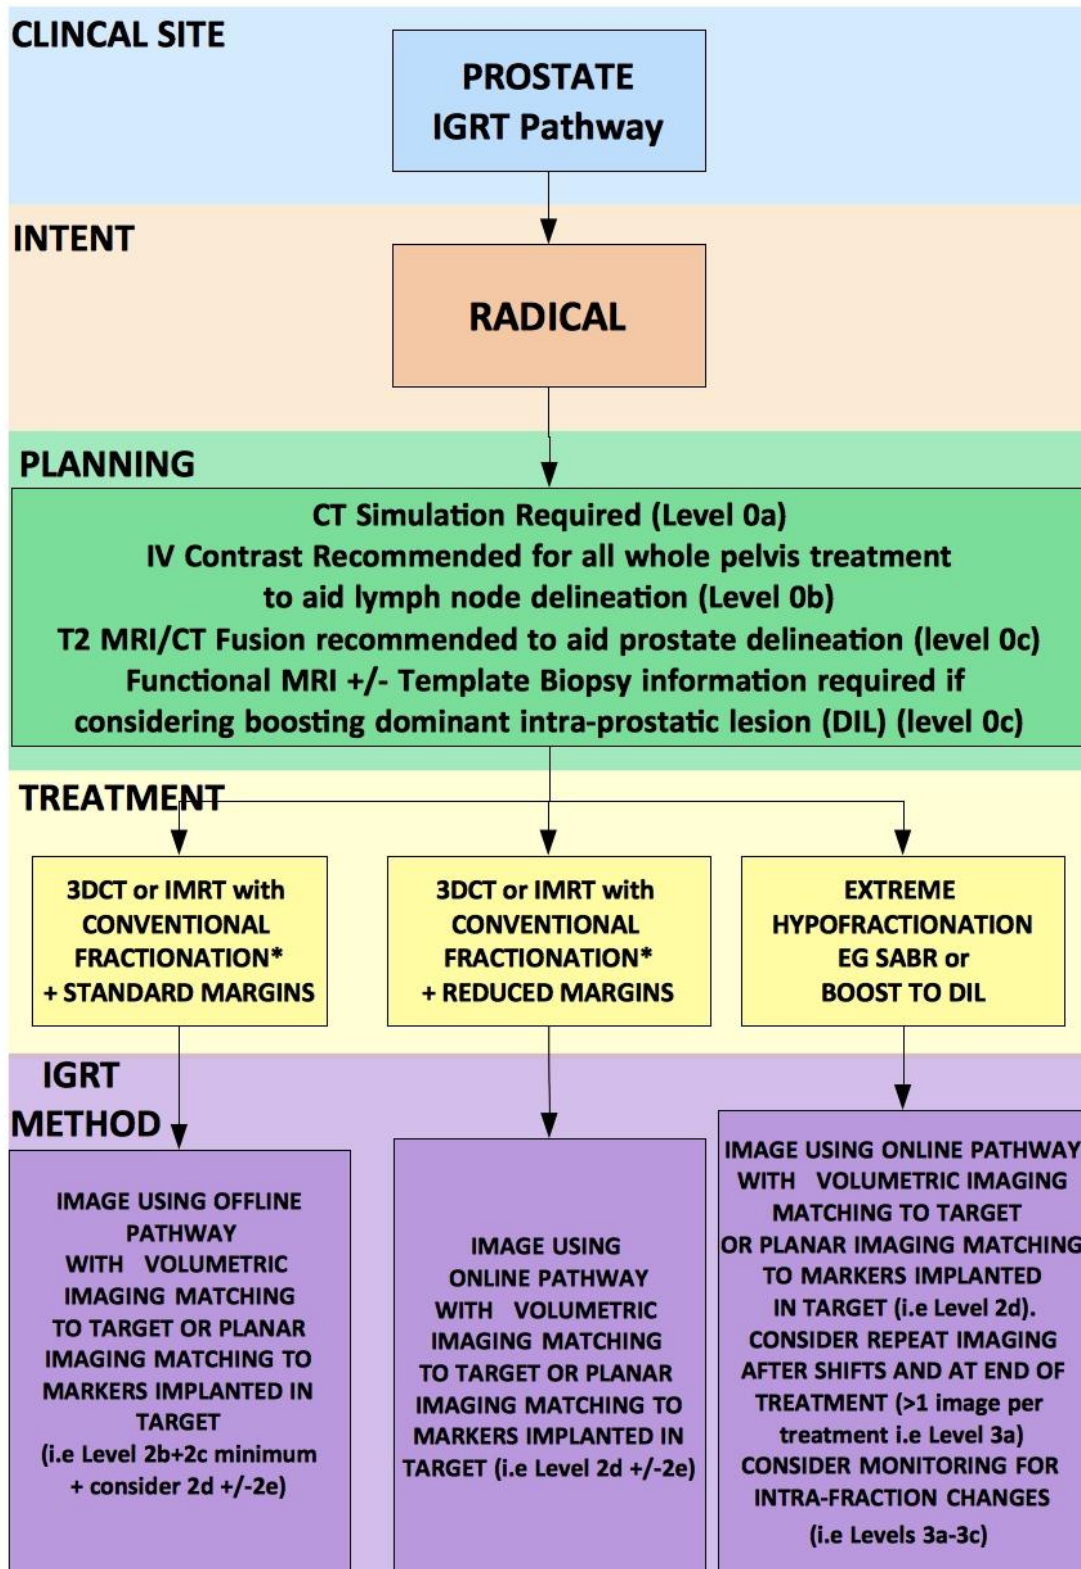 CLINCAL SITE
PROSTATE
IGRT Pathway
INTENT
RADICAL
PLANNING
CT Simulation Required (Level 0a)
IV Contrast Recommended for all whole pelvis treatment
to aid lymph node delineation (Level 0b)
T2 MRI/CT Fusion recommended to aid prostate delineation (level 0c)
Functional MRI +/- Template Biopsy information required if
considering boosting dominant intra-prostatic lesion (DIL) (level 0c)
TREATMENT
3DCT or IMRT with
CONVENTIONAL
FRACTIONATION*
+ STANDARD MARGINS
3DCT or IMRT with
CONVENTIONAL
FRACTIONATION*
+ REDUCED MARGINS
EXTREME
HYPOFRACTIONATION
EG SABR or
BOOST TO DIL
IGRT
METHOD
IMAGE USING OFFLINE
PATHWAY
WITH VOLUMETRIC
IMAGING MATCHING
TO TARGET OR PLANAR
IMAGING MATCHING TO
MARKERS IMPLANTED IN
TARGET
(i.e Level 2b+2c minimum
+ consider 2d +/-2e)
IMAGE USING
ONLINE PATHWAY
WITH VOLUMETRIC
IMAGING MATCHING
TO TARGET OR PLANAR
IMAGING MATCHING TO
MARKERS IMPLANTED IN
TARGET (i.e Level 2d +/-2e)
IMAGE USING ONLINE PATHWAY
WITH VOLUMETRIC IMAGING
MATCHING TO TARGET
OR PLANAR IMAGING MATCHING
TO MARKERS IMPLANTED
IN TARGET (i.e Level 2d).
CONSIDER REPEAT IMAGING
AFTER SHIFTS AND AT END OF
TREATMENT (>1 image per
treatment i.e Level 3a)
CONSIDER MONITORING FOR
INTRA-FRACTION CHANGES
(i.e Levels 3a-3c)